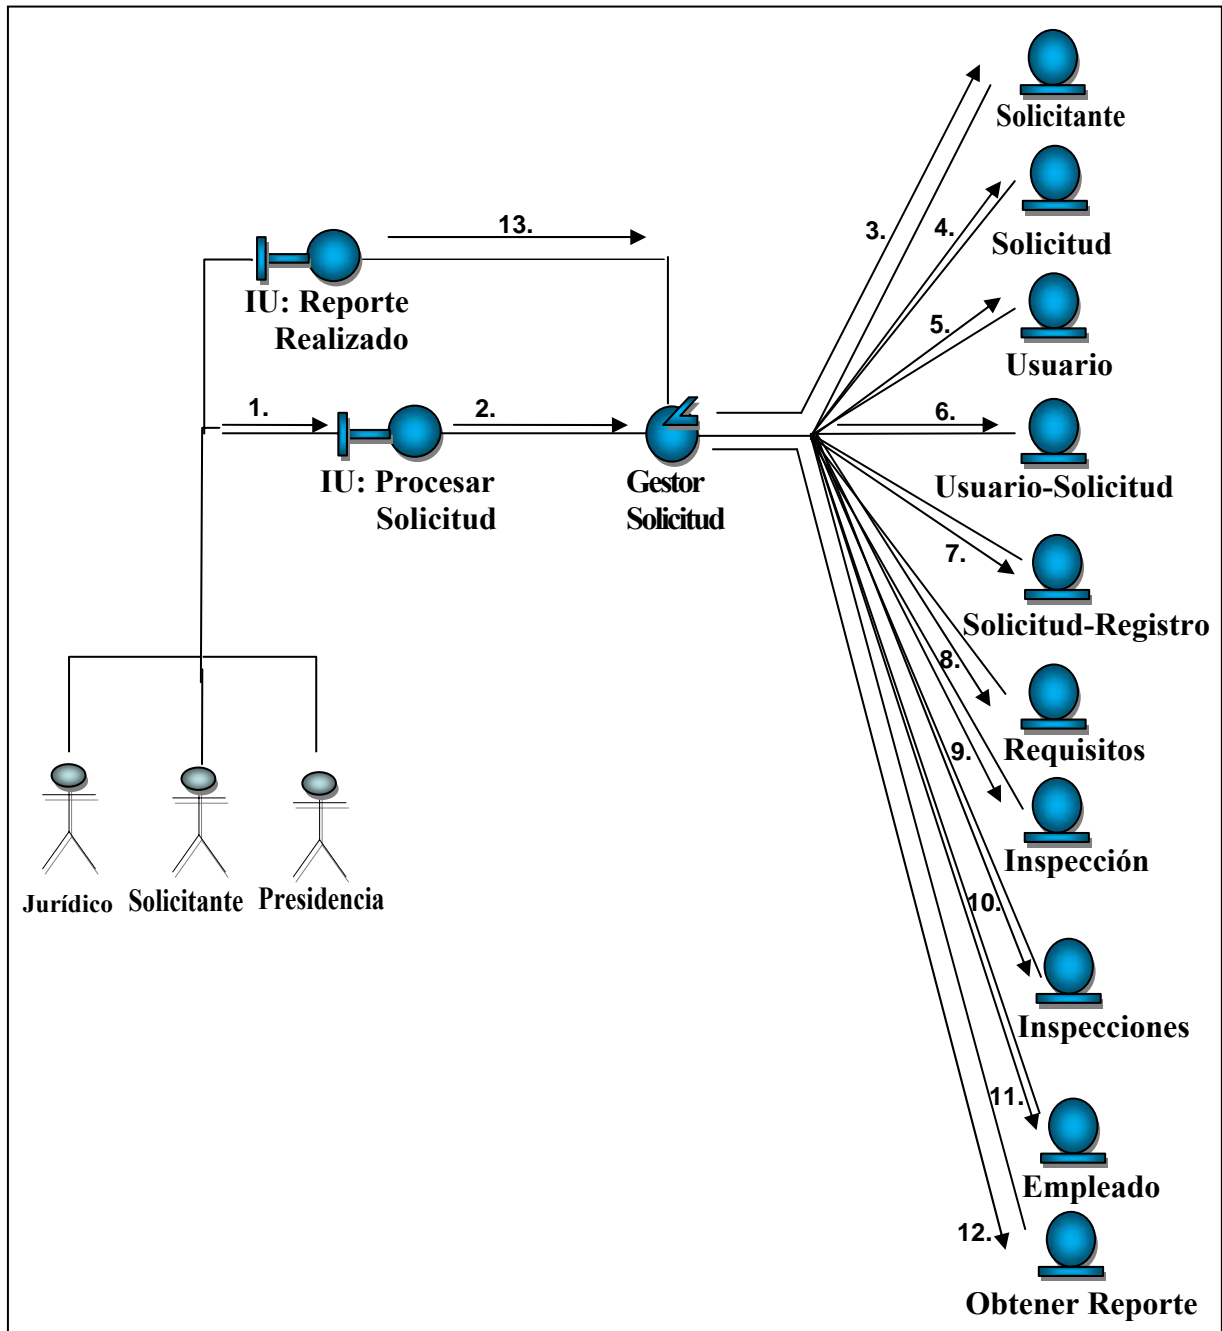 Solicitante
3.
4.
Solicitud
13.
IU: Reporte
Realizado
5.
Usuario
1.
2.
6.
IU: Procesar
Solicitud
Gestor
Solicitud
Usuario-Solicitud
7.
Solicitud-Registro
8.
Requisitos
9.
Inspección
Jurídico
Solicitante
Presidencia
10.
Inspecciones
11.
Empleado
12.
Obtener Reporte